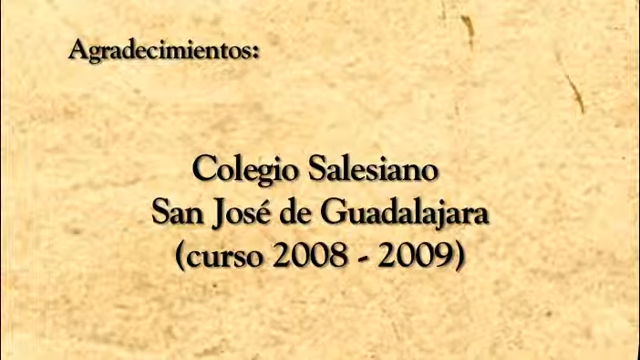 Agradecimientos:
Colegio Salesiano
San José de Guadalajara
(curso 2008 - 2009)